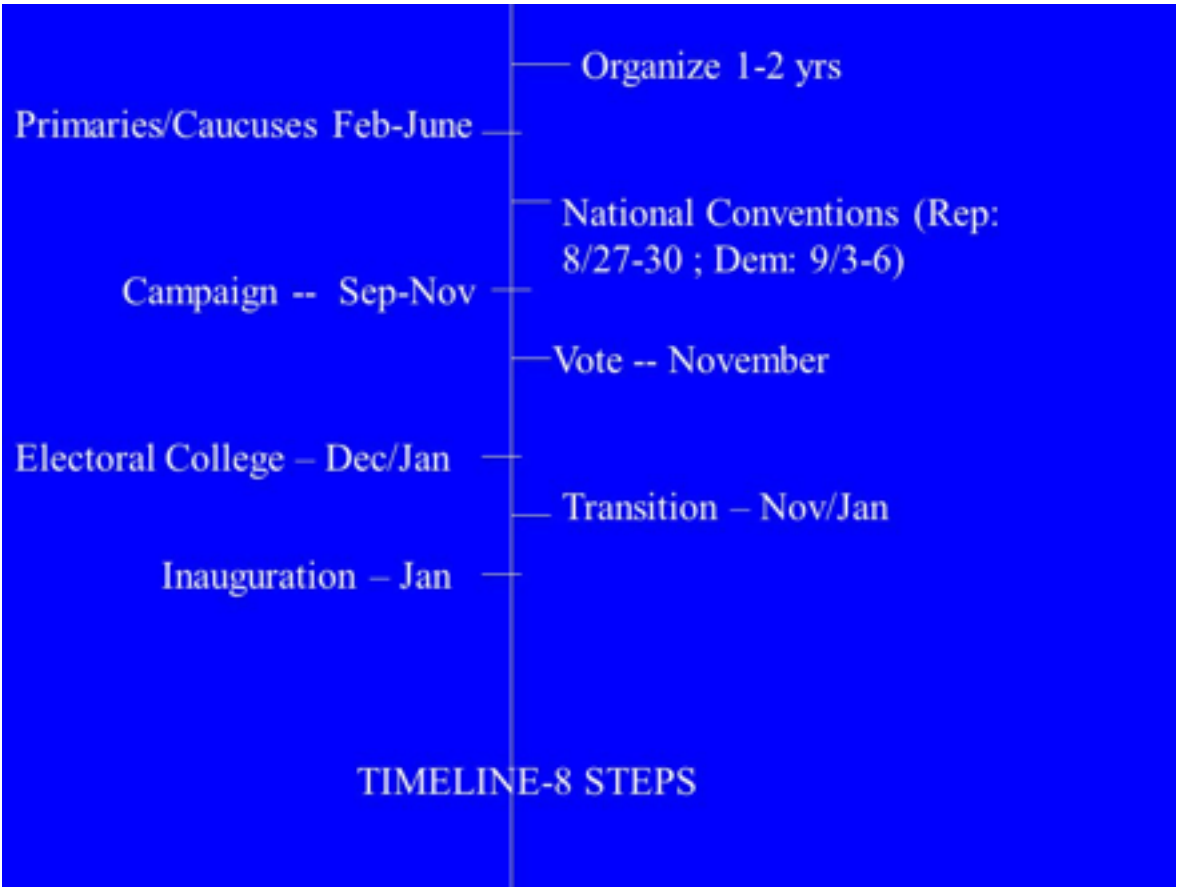 Organize 1-2 yrs
Primaries/Caucuses Feb-June
National Conventions (Rep:
8/27-30 ; Dem: 9/3-6)
Campaign -- Sep-Nov
Vote -- November
Electoral College – Dec/Jan
Transition – Nov/Jan
Inauguration – Jan
TIMELINE-8 STEPS